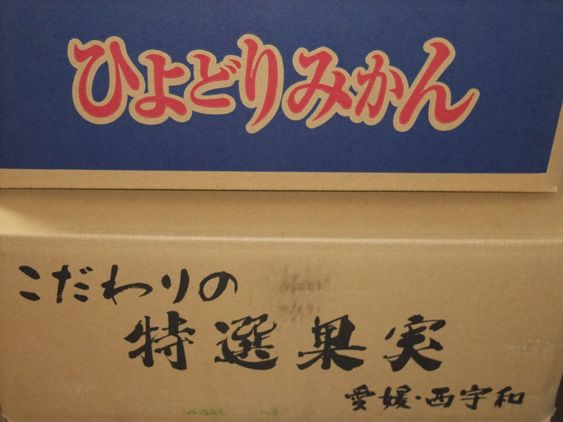 ひよどりみかん
こだわりの
特選果実
愛媛・西宇和